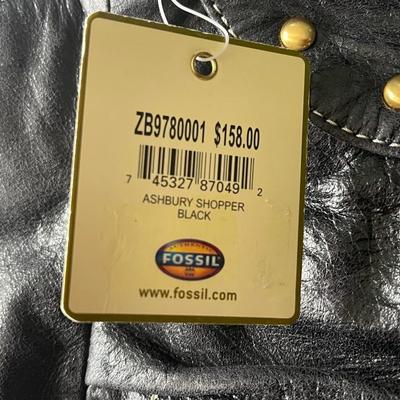 ZB9780001 $158.00
7 45327 87049 2
ASHBURY SHOPPER
BLACK
AUTHENTIC
FOSSIL
www.fossil.com